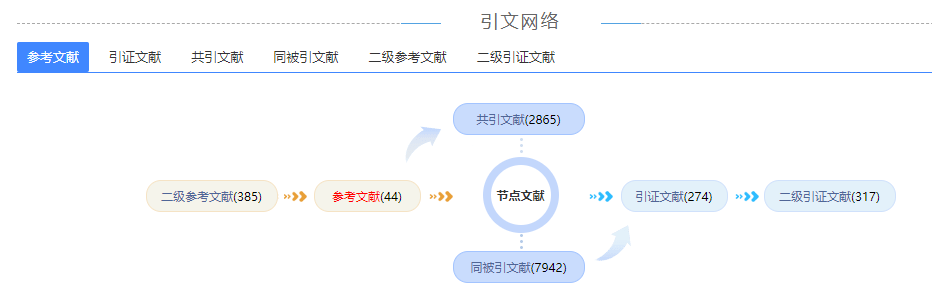 引文网络
参考文献 引证文献 共引文献 同被引文献 二级参考文献 二级引证文献
共引文献(2865)
二级参考文献(385) 参考文献(44) 节点文献 引证文献(274) 二级引证文献(317)
同被引文献(7942)